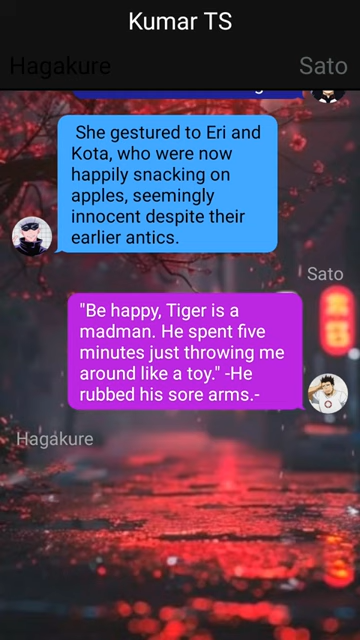 Kumar TS
Hagakure
Sato
She gestured to Eri and
Kota, who were now
happily snacking on
apples, seemingly
innocent despite their
earlier antics.
Sato
"Be happy, Tiger is a
madman. He spent five
minutes just throwing me
around like a toy." -He
rubbed his sore arms.-
Hagakure